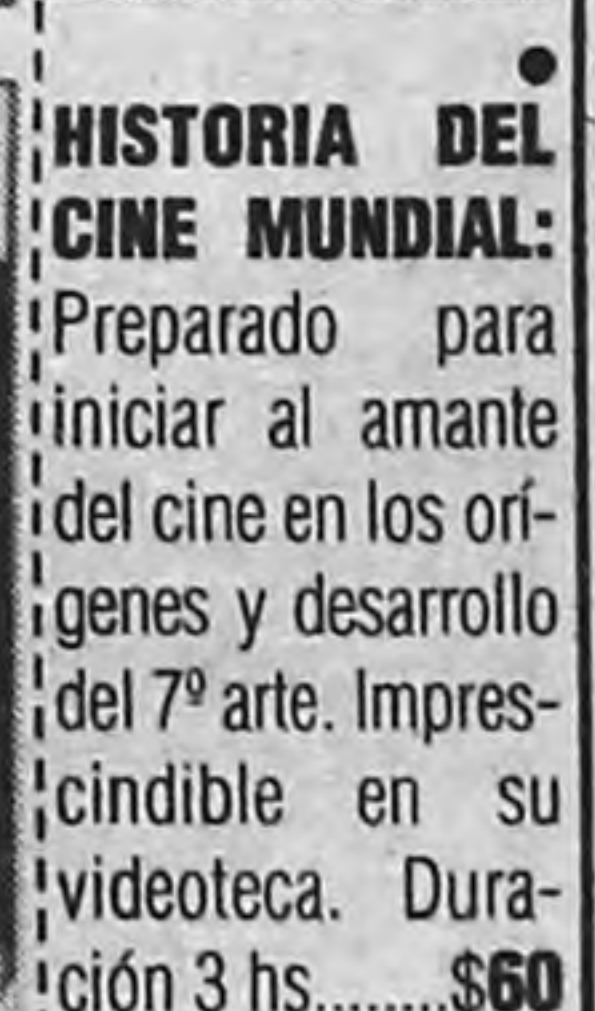 ●
HISTORIA DEL
CINE MUNDIAL:
Preparado para
iniciar al amante
del cine en los orí-
genes y desarrollo
del 7º arte. Impres-
cindible en su
videoteca. Dura-
ción 3 hs........$60